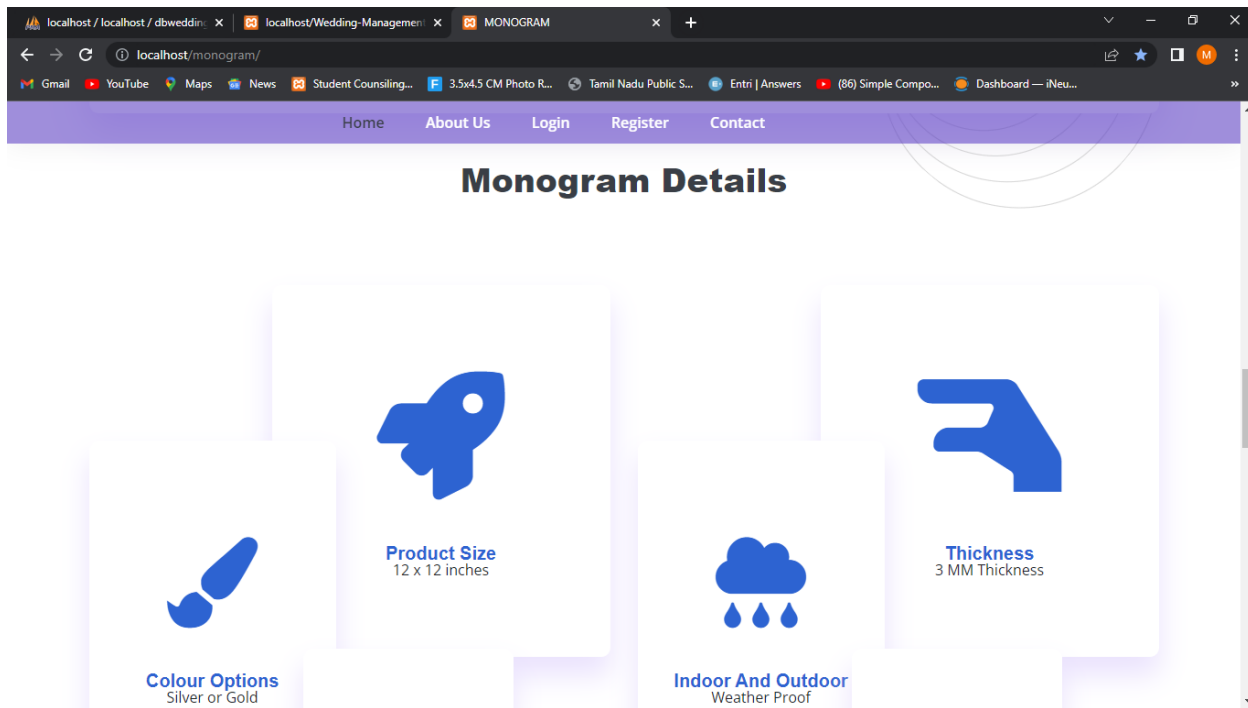 localhost / localhost / dbwedding
localhost/Wedding-Managemen
MONOGRAM
localhost/monogram/
M
Gmail
YouTube
Maps
News
Student Counsiling...
3.5x4.5 CM Photo R...
Tamil Nadu Public S...
Entri | Answers
(86) Simple Compo...
Dashboard — iNeu...
»
Home About Us Login Register Contact
Monogram Details
Product Size
12 x 12 inches
Thickness
3 MM Thickness
Colour Options
Silver or Gold
Indoor And Outdoor
Weather Proof